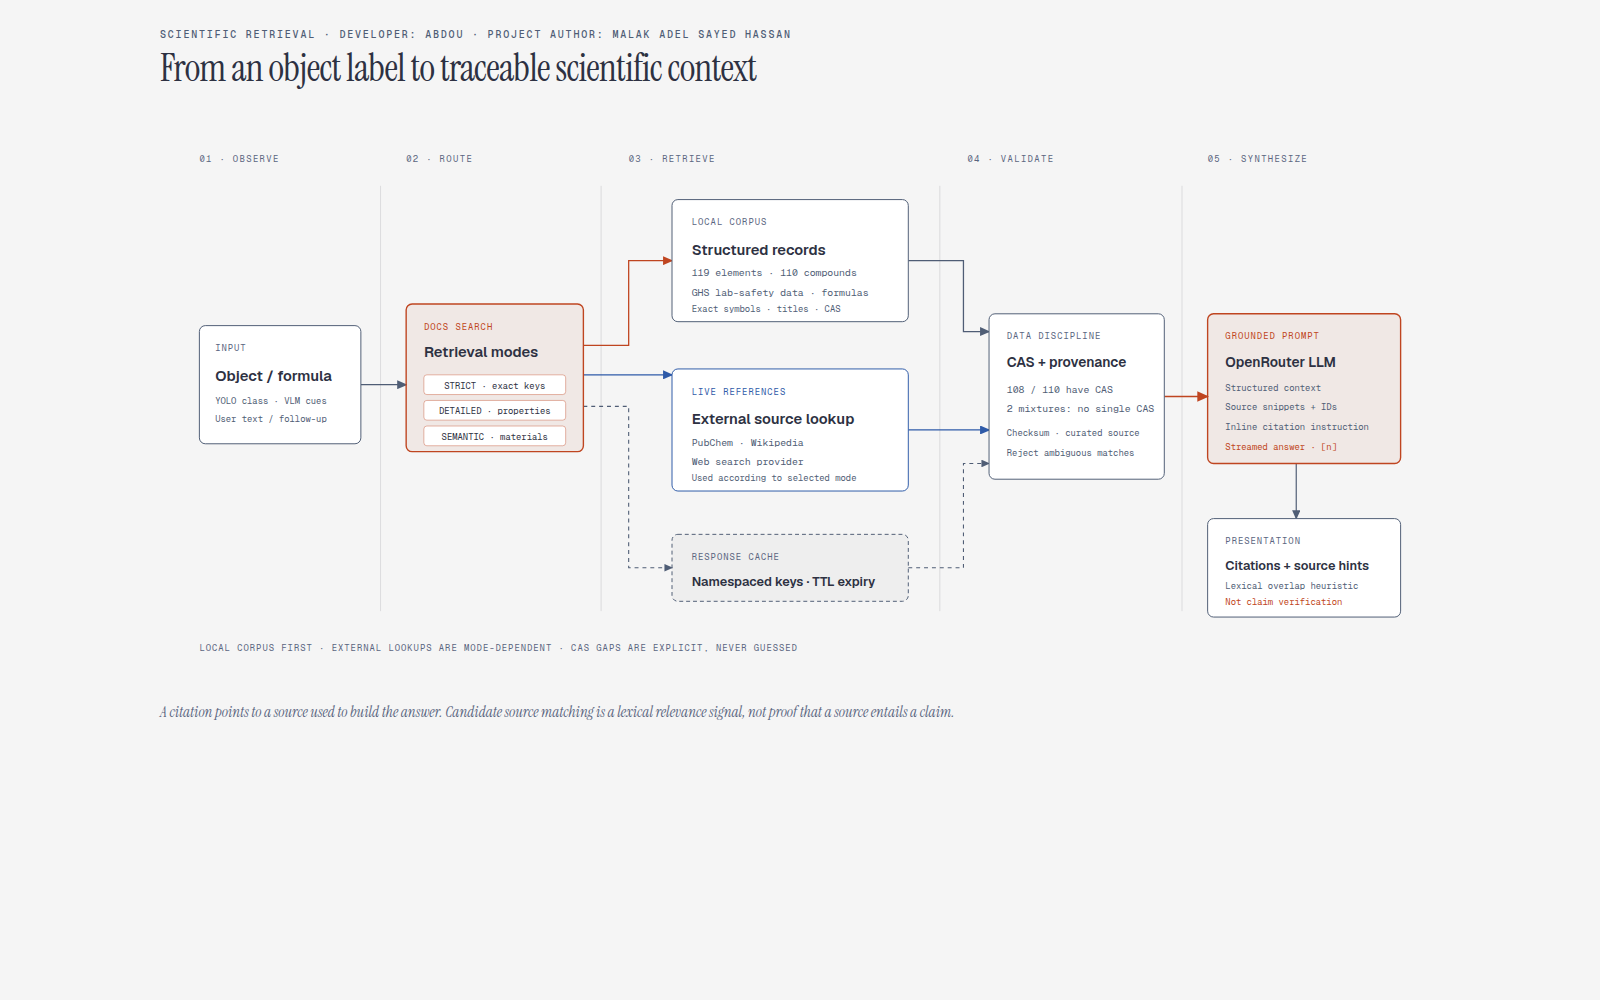 SCIENTIFIC RETRIEVAL · DEVELOPER: ABDOU · PROJECT AUTHOR: MALAK ADEL SAYED HASSAN
From an object label to traceable scientific context
01 · OBSERVE
02 · ROUTE
03 · RETRIEVE
04 · VALIDATE
05 · SYNTHESIZE
INPUT
Object / formula
YOLO class · VLM cues
User text / follow-up
DOCS SEARCH
Retrieval modes
STRICT · exact keys
DETAILED · properties
SEMANTIC · materials
LOCAL CORPUS
Structured records
119 elements · 110 compounds
GHS lab-safety data · formulas
Exact symbols · titles · CAS
LIVE REFERENCES
External source lookup
PubChem · Wikipedia
Web search provider
Used according to selected mode
RESPONSE CACHE
Namespaced keys · TTL expiry
DATA DISCIPLINE
CAS + provenance
108 / 110 have CAS
2 mixtures: no single CAS
Checksum · curated source
Reject ambiguous matches
GROUNDED PROMPT
OpenRouter LLM
Structured context
Source snippets + IDs
Inline citation instruction
Streamed answer · [n]
PRESENTATION
Citations + source hints
Lexical overlap heuristic
Not claim verification
LOCAL CORPUS FIRST · EXTERNAL LOOKUPS ARE MODE-DEPENDENT · CAS GAPS ARE EXPLICIT, NEVER GUESSED
A citation points to a source used to build the answer. Candidate source matching is a lexical relevance signal, not proof that a source entails a claim.